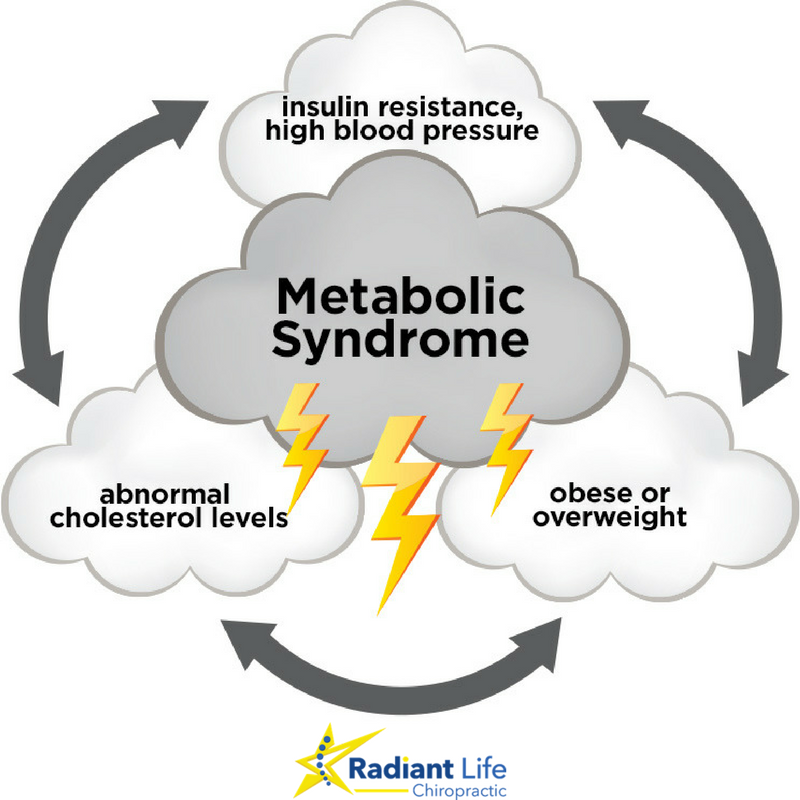 insulin resistance,
high blood pressure
Metabolic
Syndrome
abnormal
cholesterol levels
obese or
overweight
Radiant Life
Chiropractic